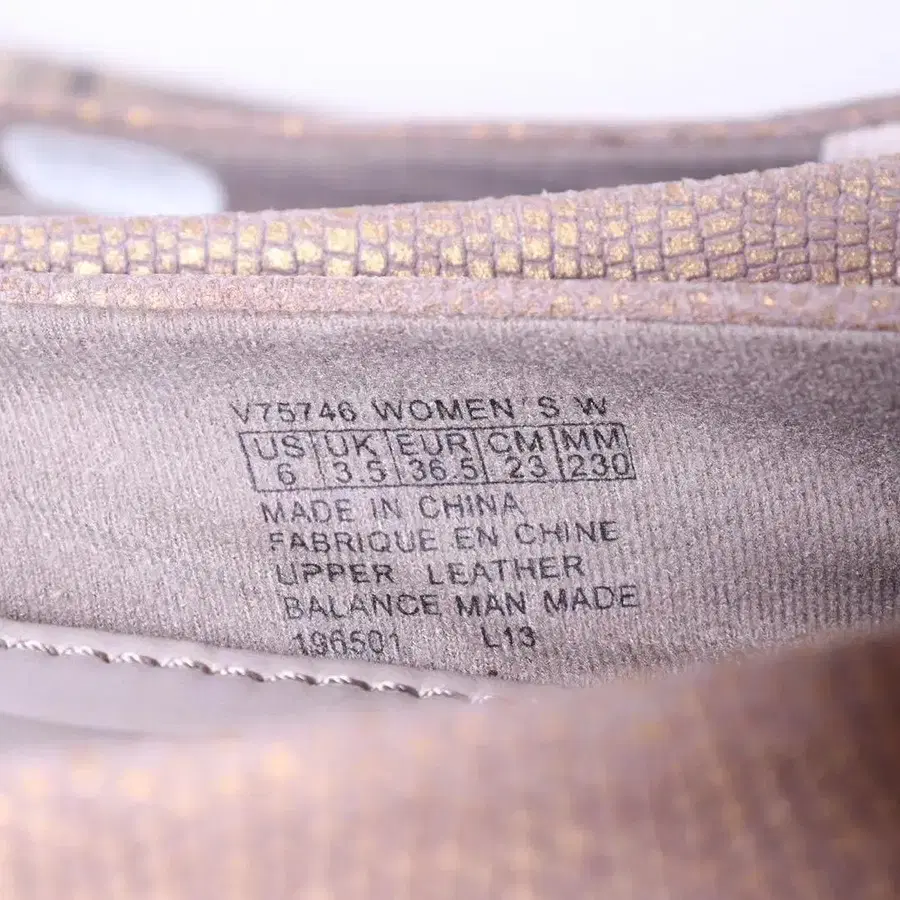 V75746 WOMEN'S W
US UK EUR CM MM
6 3.5 36.5 23 230
MADE IN CHINA
FABRIQUE EN CHINE
UPPER LEATHER
BALANCE MAN MADE
196501 L13